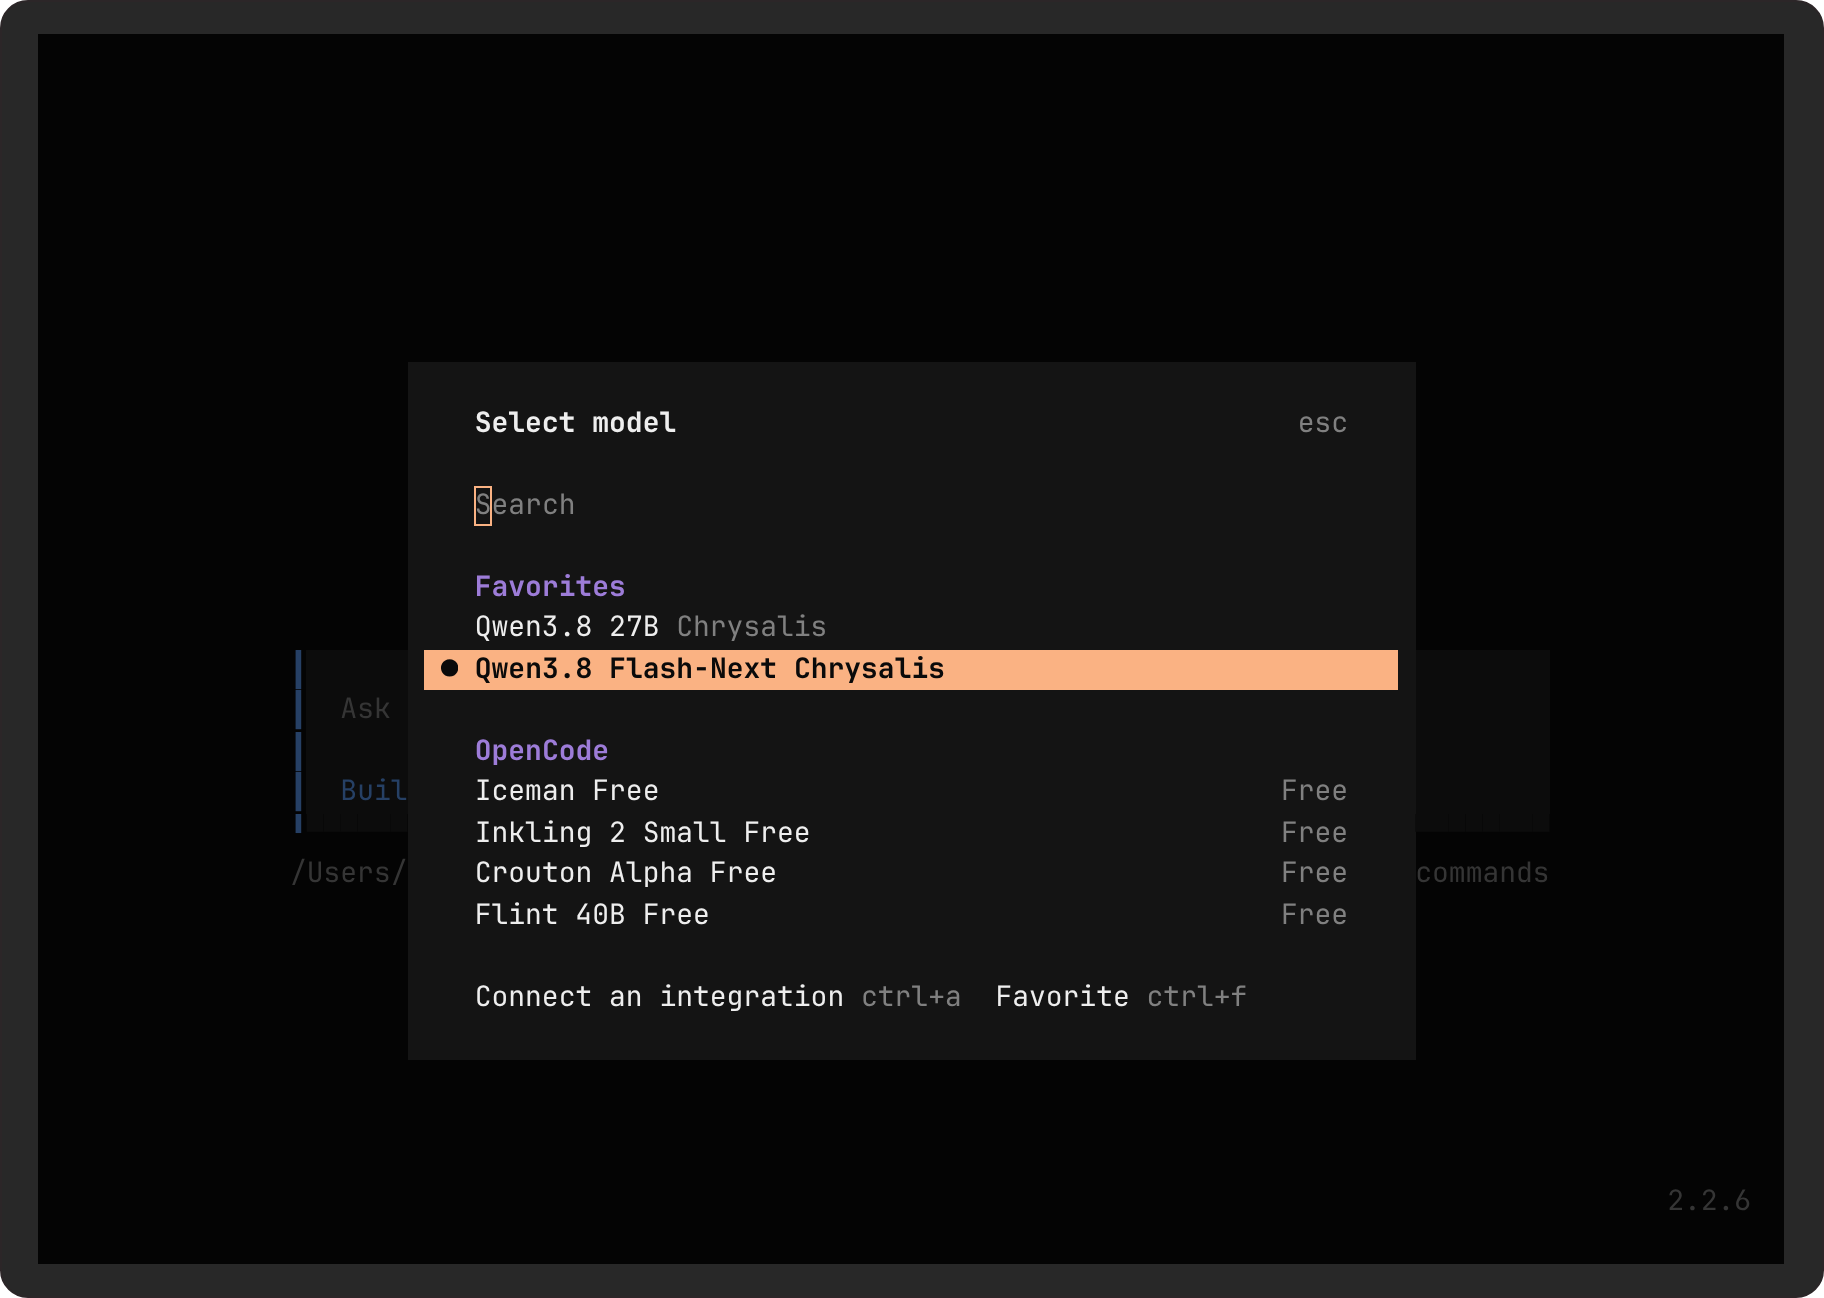 Select model esc
Search
Favorites
Qwen3.8 27B Chrysalis
● Qwen3.8 Flash-Next Chrysalis
Ask
OpenCode
Buil
Iceman Free Free
Inkling 2 Small Free Free
/Users/ Crouton Alpha Free Free commands
Flint 40B Free Free
Connect an integration ctrl+a Favorite ctrl+f
2.2.6